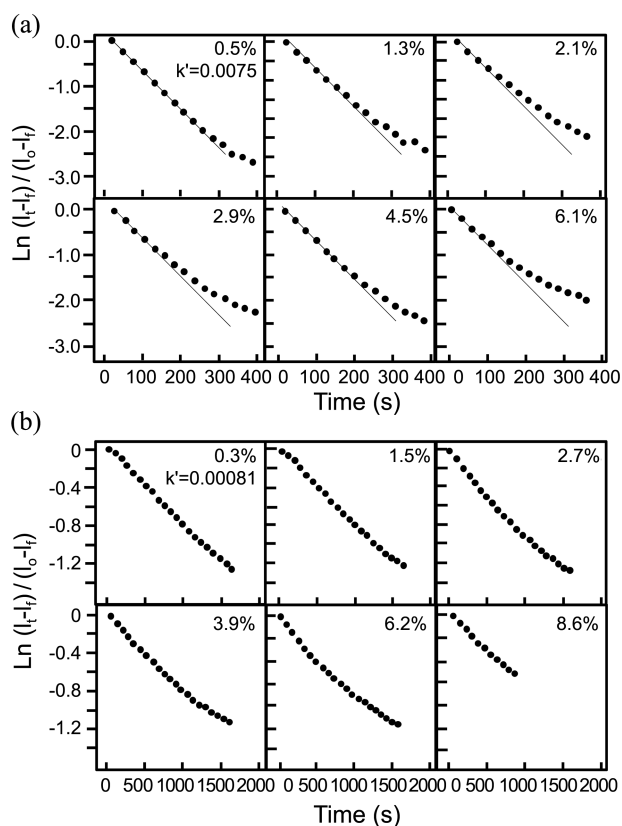 (a)
0.5%
k'=0.0075
1.3%
2.1%
0.0
-1.0
-2.0
-3.0
2.9%
4.5%
6.1%
0.0
-1.0
-2.0
-3.0
Ln (It-If) / (Io-If)
0 100 200 300 400
0 100 200 300 400
0 100 200 300 400
Time (s)
(b)
0.3%
k'=0.00081
1.5%
2.7%
0
-0.4
-0.8
-1.2
3.9%
6.2%
8.6%
0
-0.4
-0.8
-1.2
Ln (It-If) / (Io-If)
0 500 1000 1500 2000
0 500 1000 1500 2000
0 500 1000 1500 2000
Time (s)